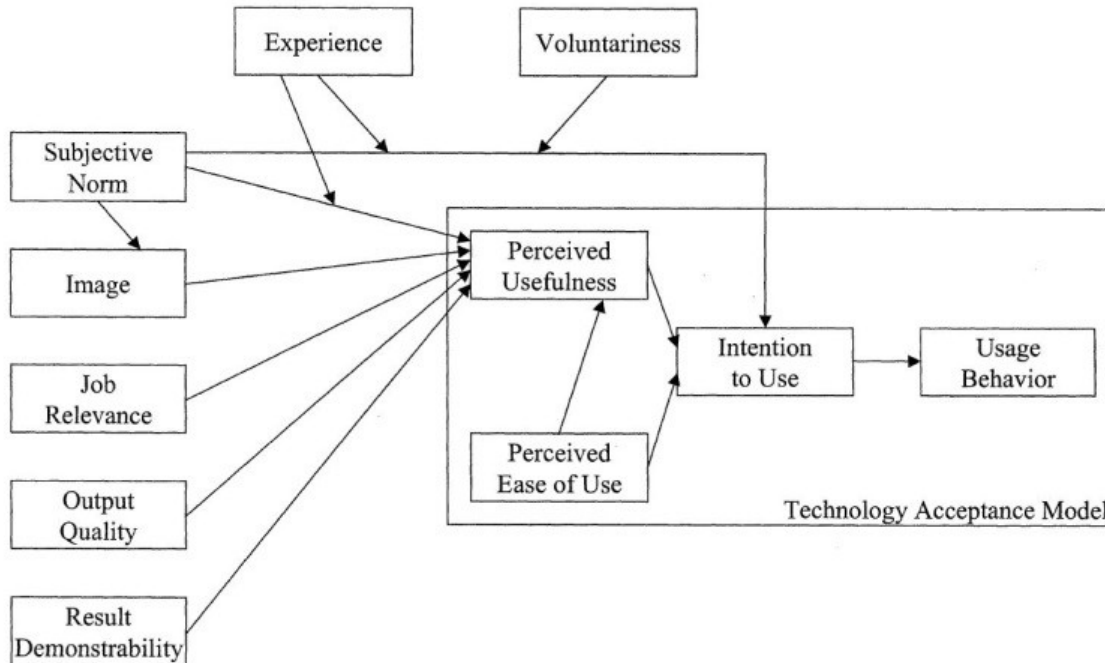 Experience
Voluntariness
Subjective
Norm
Image
Job
Relevance
Output
Quality
Result
Demonstrability
Perceived
Usefulness
Perceived
Ease of Use
Intention
to Use
Usage
Behavior
Technology Acceptance Model